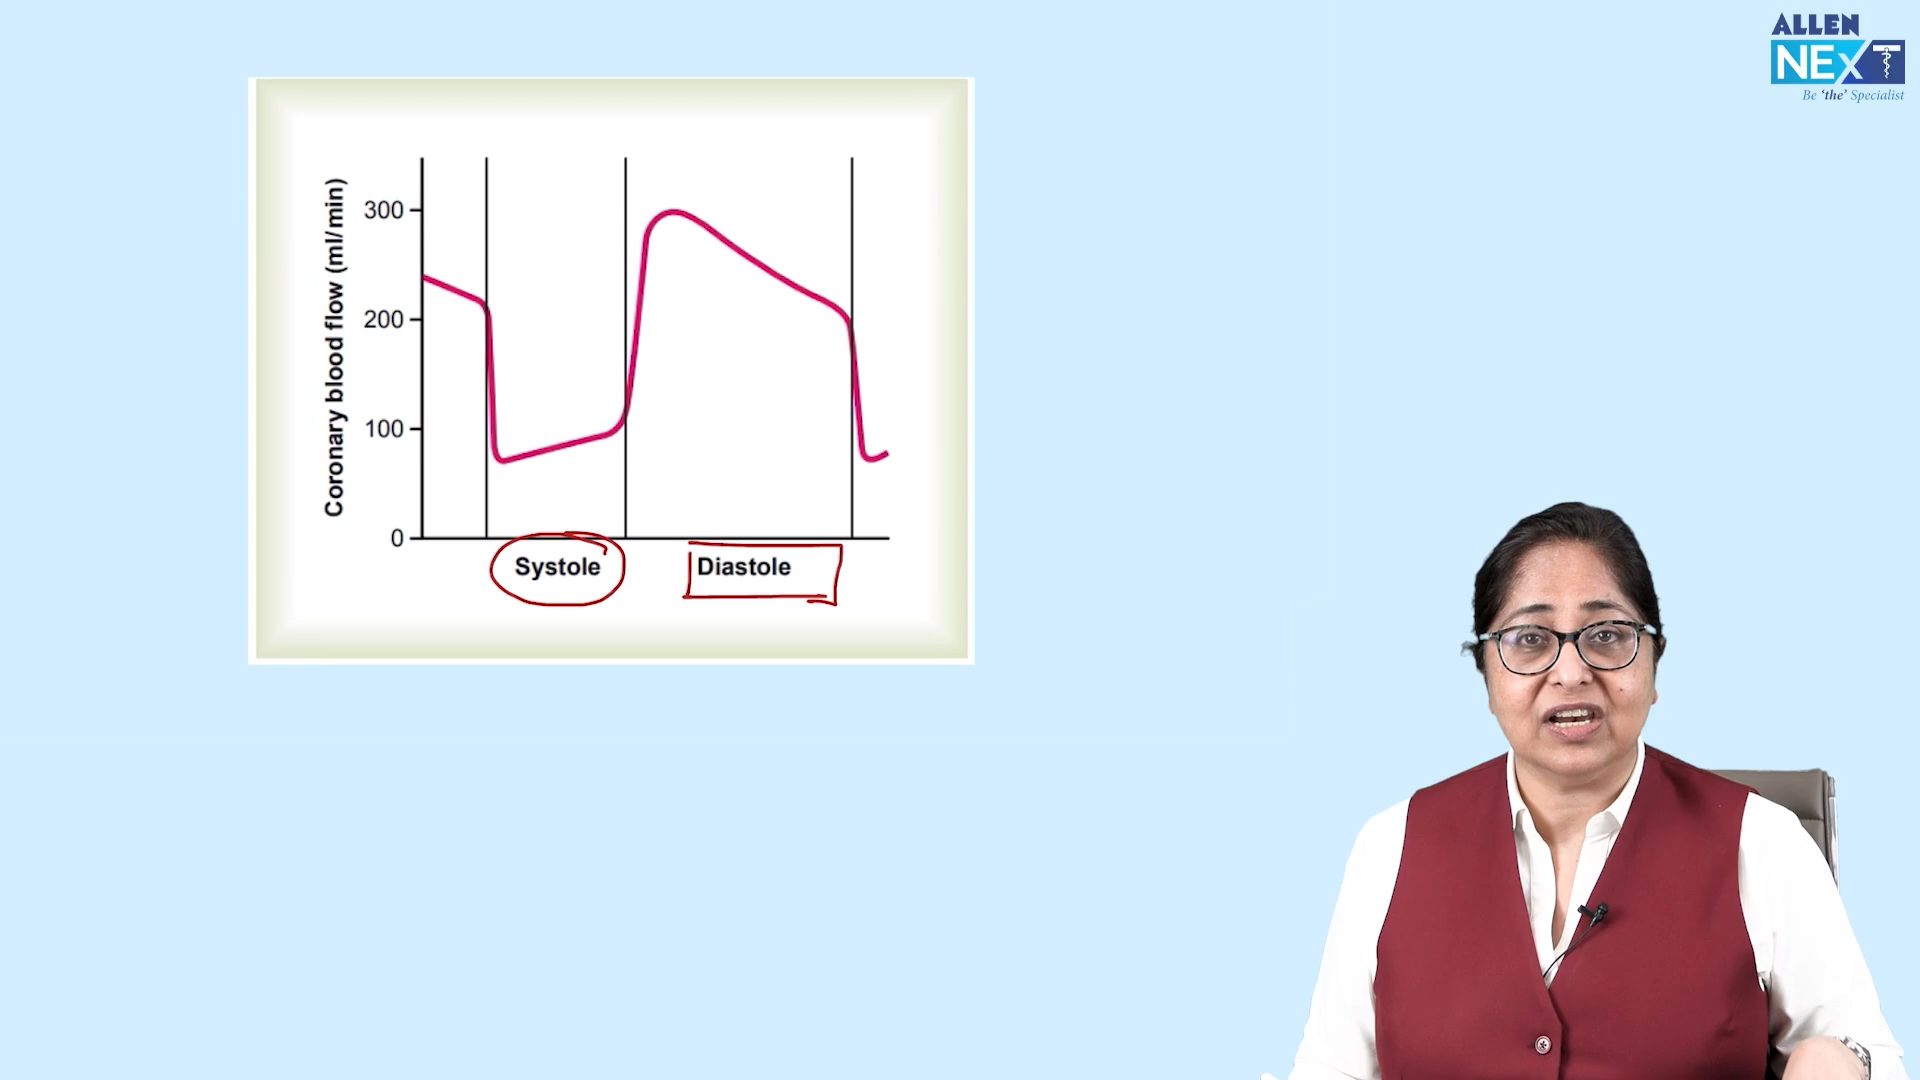 ALLEN
NEXT
Be 'the' Specialist
Coronary blood flow (ml/min)
300
200
100
0
Systole
Diastole